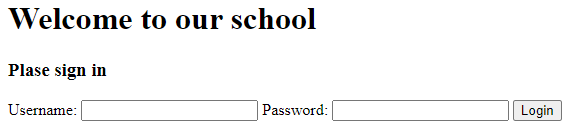 Welcome to our school
Plase sign in
Username: Password: Login